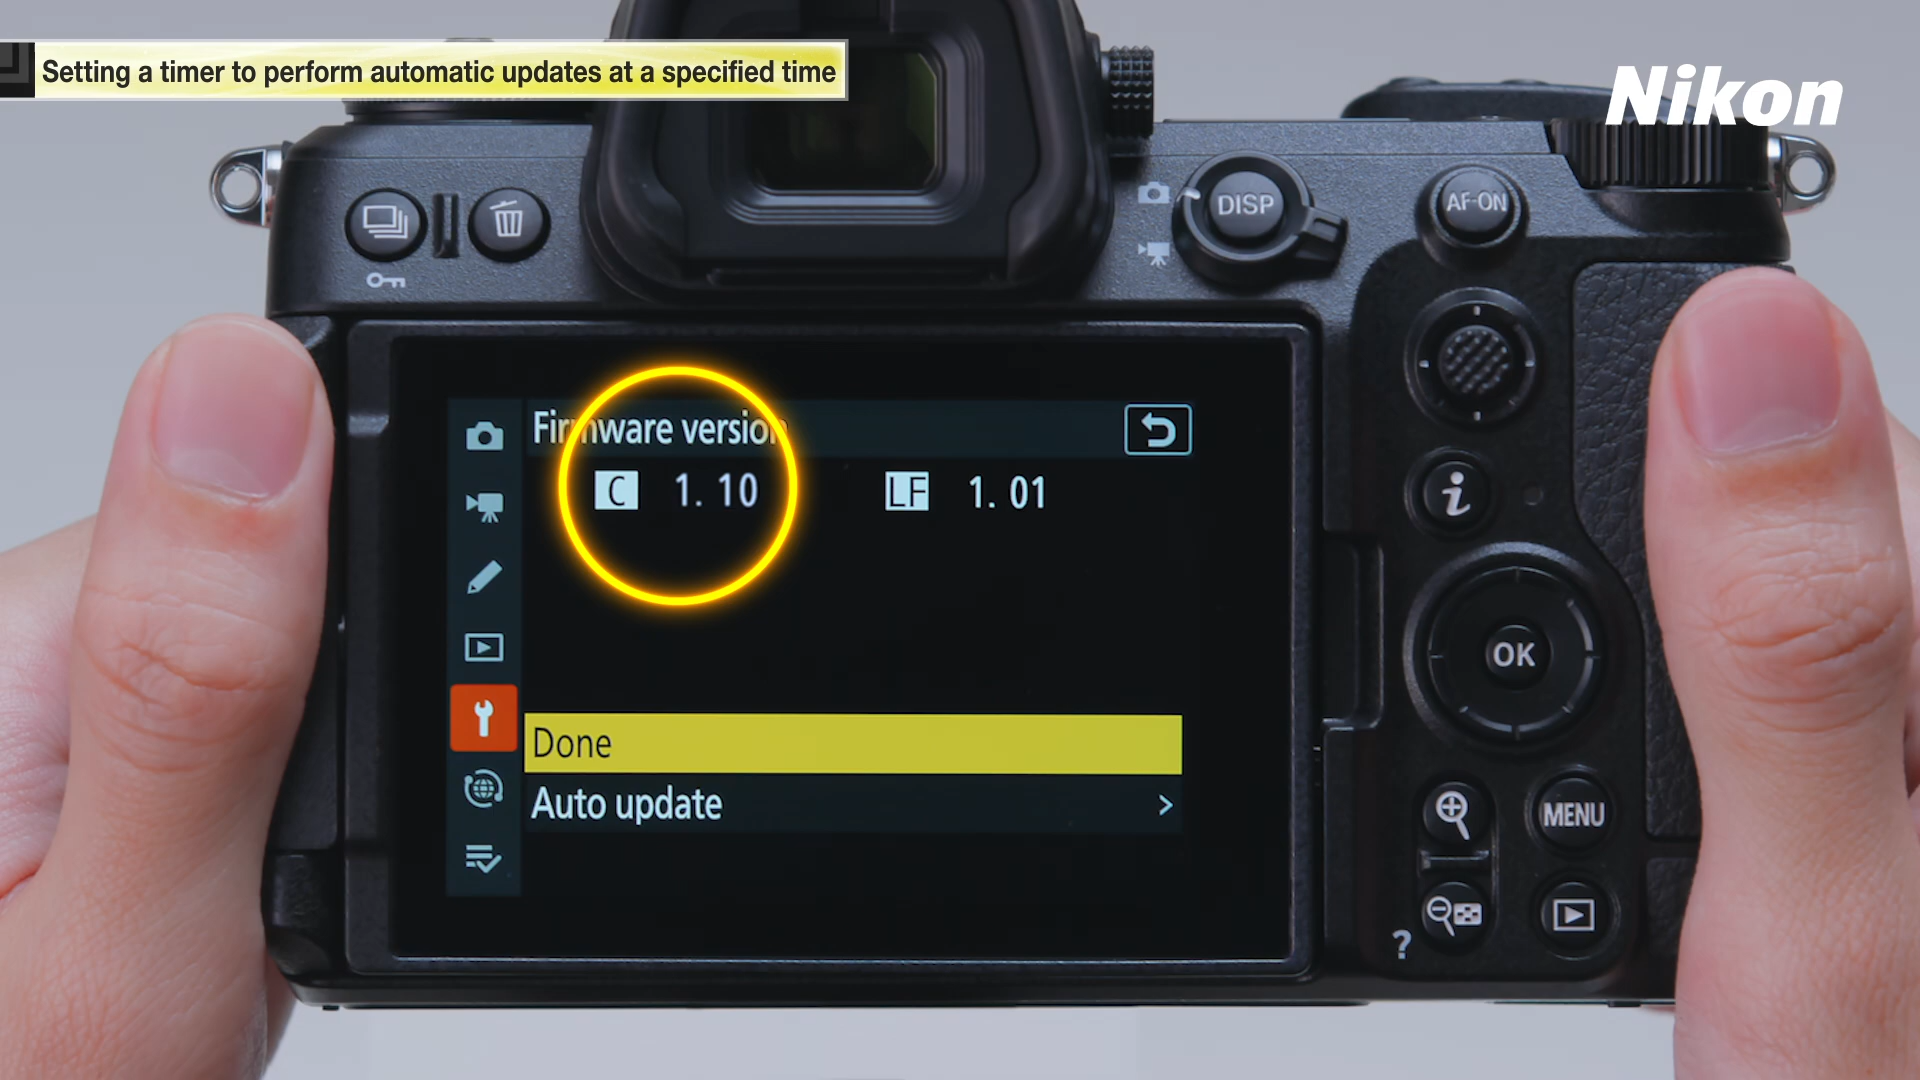 Setting a timer to perform automatic updates at a specified time
Nikon
DISP
AF-ON
Firmware version
C 1. 10 LF 1. 01
i
OK
Done
Auto update
MENU
?